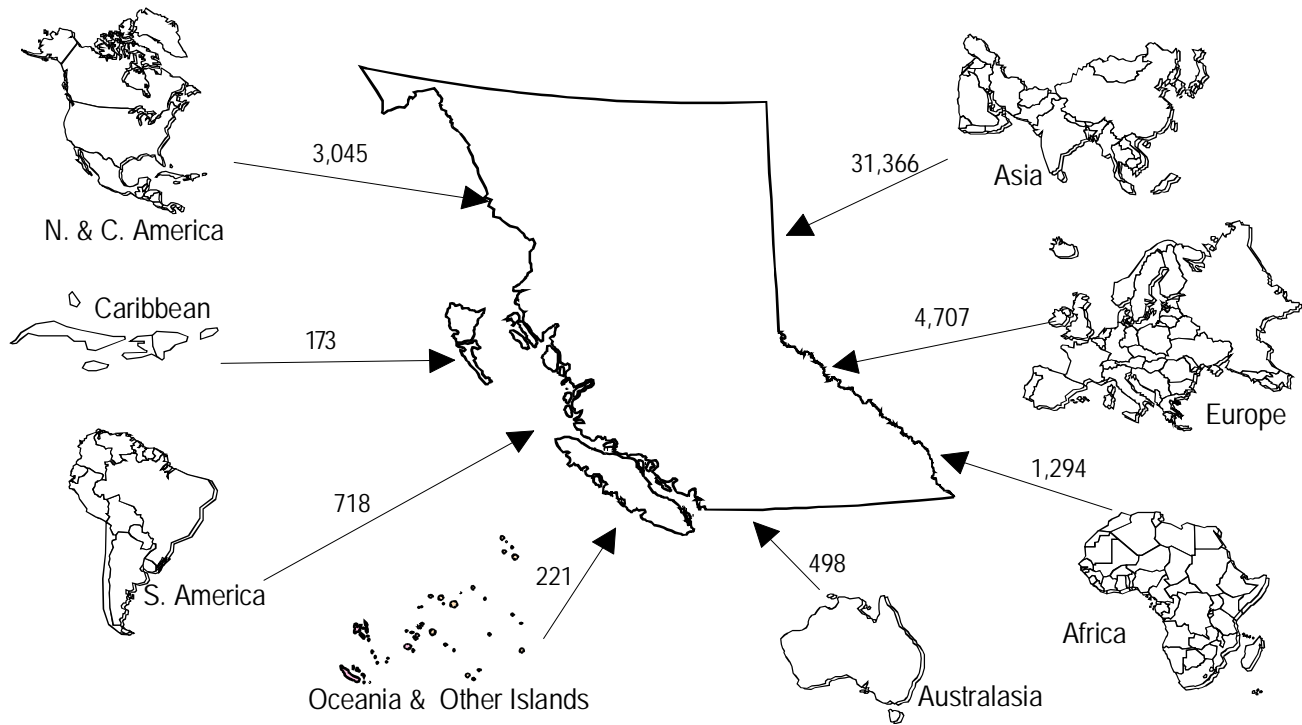 3,045
31,366
Asia
N. & C. America
Caribbean
173
4,707
Europe
718
1,294
S. America
221
498
Africa
Oceania & Other Islands
Australasia